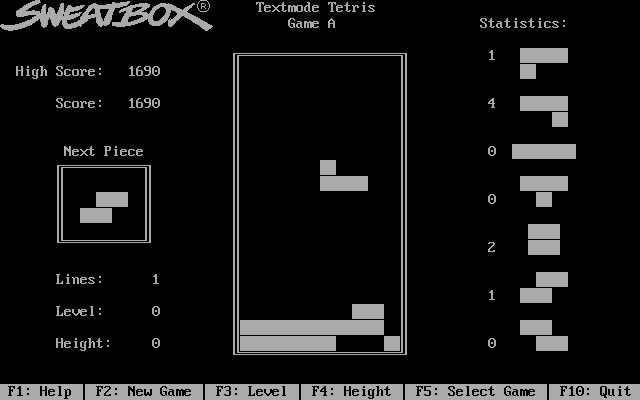 SWEATBOX®
Textmode Tetris
Game A
Statistics:
High Score: 1690
Score: 1690
Next Piece
1
4
0
0
2
1
0
Lines: 1
Level: 0
Height: 0
F1: Help F2: New Game F3: Level F4: Height F5: Select Game F10: Quit